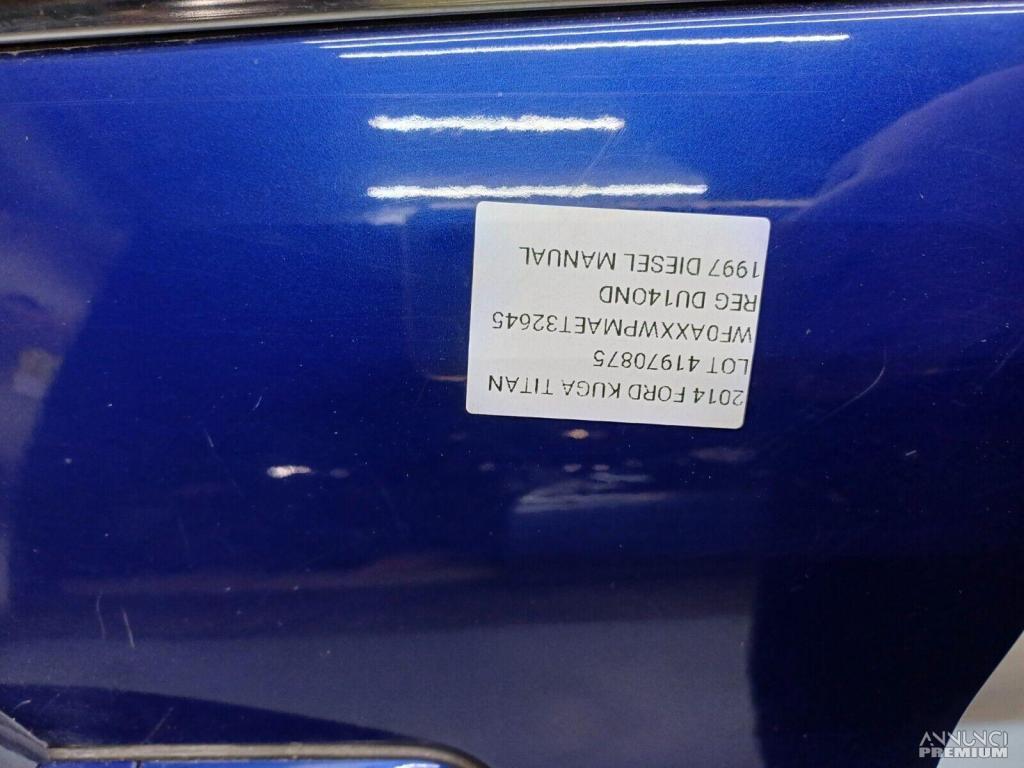 2014 FORD KUGA TITAN
LOT 41970875
WF0AXXWPMAET32645
REG DU14OND
1997 DIESEL MANUAL
ANNUNCI
PREMIUM